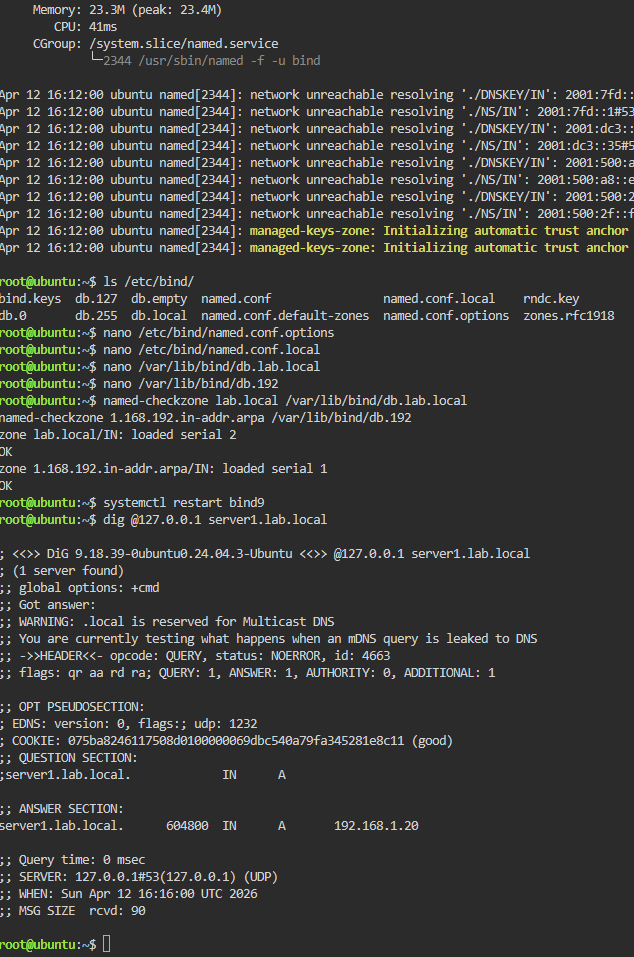 Memory: 23.3M (peak: 23.4M)
CPU: 41ms
CGroup: /system.slice/named.service
└─2344 /usr/sbin/named -f -u bind
Apr 12 16:12:00 ubuntu named[2344]: network unreachable resolving './DNSKEY/IN': 2001:7fd::
Apr 12 16:12:00 ubuntu named[2344]: network unreachable resolving './NS/IN': 2001:7fd::1#53
Apr 12 16:12:00 ubuntu named[2344]: network unreachable resolving './DNSKEY/IN': 2001:dc3::
Apr 12 16:12:00 ubuntu named[2344]: network unreachable resolving './NS/IN': 2001:dc3::35#5
Apr 12 16:12:00 ubuntu named[2344]: network unreachable resolving './DNSKEY/IN': 2001:500:a
Apr 12 16:12:00 ubuntu named[2344]: network unreachable resolving './NS/IN': 2001:500:a8::e
Apr 12 16:12:00 ubuntu named[2344]: network unreachable resolving './DNSKEY/IN': 2001:500:2
Apr 12 16:12:00 ubuntu named[2344]: network unreachable resolving './NS/IN': 2001:500:2f::f
Apr 12 16:12:00 ubuntu named[2344]: managed-keys-zone: Initializing automatic trust anchor
Apr 12 16:12:00 ubuntu named[2344]: managed-keys-zone: Initializing automatic trust anchor
root@ubuntu:~$ ls /etc/bind/
bind.keys db.127 db.empty named.conf named.conf.local rndc.key
db.0 db.255 db.local named.conf.default-zones named.conf.options zones.rfc1918
root@ubuntu:~$ nano /etc/bind/named.conf.options
root@ubuntu:~$ nano /etc/bind/named.conf.local
root@ubuntu:~$ nano /var/lib/bind/db.lab.local
root@ubuntu:~$ nano /var/lib/bind/db.192
root@ubuntu:~$ named-checkzone lab.local /var/lib/bind/db.lab.local
named-checkzone 1.168.192.in-addr.arpa /var/lib/bind/db.192
zone lab.local/IN: loaded serial 2
OK
zone 1.168.192.in-addr.arpa/IN: loaded serial 1
OK
root@ubuntu:~$ systemctl restart bind9
root@ubuntu:~$ dig @127.0.0.1 server1.lab.local
; <<>> DiG 9.18.39-0ubuntu0.24.04.3-Ubuntu <<>> @127.0.0.1 server1.lab.local
; (1 server found)
;; global options: +cmd
;; Got answer:
;; WARNING: .local is reserved for Multicast DNS
;; You are currently testing what happens when an mDNS query is leaked to DNS
;; ->>HEADER<<- opcode: QUERY, status: NOERROR, id: 4663
;; flags: qr aa rd ra; QUERY: 1, ANSWER: 1, AUTHORITY: 0, ADDITIONAL: 1
;; OPT PSEUDOSECTION:
; EDNS: version: 0, flags:; udp: 1232
; COOKIE: 075ba8246117508d0100000069dbc540a79fa345281e8c11 (good)
;; QUESTION SECTION:
;server1.lab.local. IN A
;; ANSWER SECTION:
server1.lab.local. 604800 IN A 192.168.1.20
;; Query time: 0 msec
;; SERVER: 127.0.0.1#53(127.0.0.1) (UDP)
;; WHEN: Sun Apr 12 16:16:00 UTC 2026
;; MSG SIZE rcvd: 90
root@ubuntu:~$